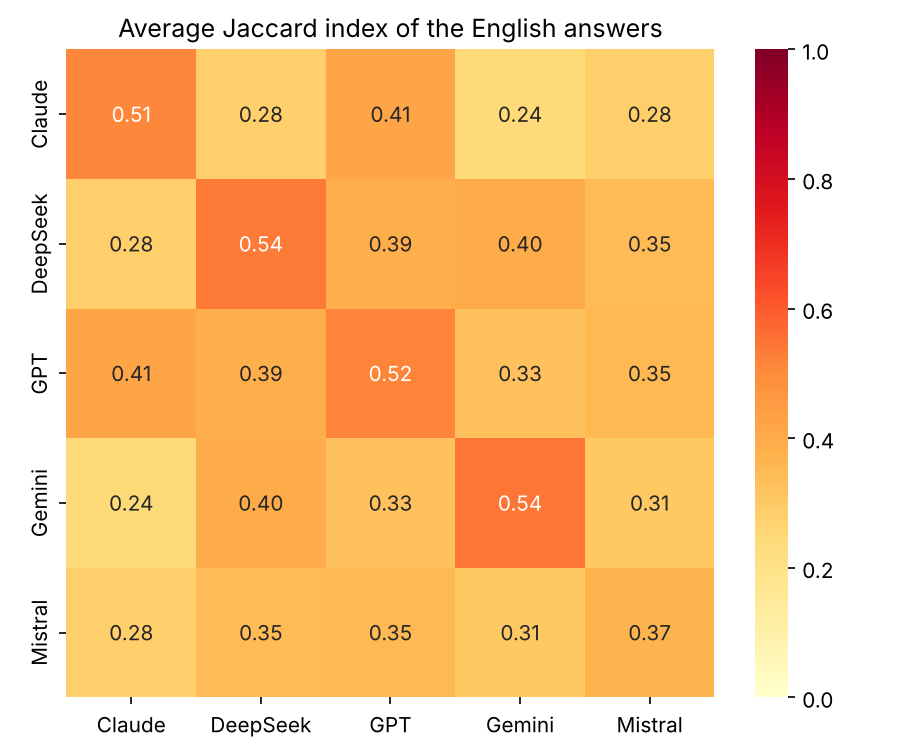 Average Jaccard index of the English answers
Claude 0.51 0.28 0.41 0.24 0.28
DeepSeek 0.28 0.54 0.39 0.40 0.35
GPT 0.41 0.39 0.52 0.33 0.35
Gemini 0.24 0.40 0.33 0.54 0.31
Mistral 0.28 0.35 0.35 0.31 0.37
Claude DeepSeek GPT Gemini Mistral
1.0
0.8
0.6
0.4
0.2
0.0